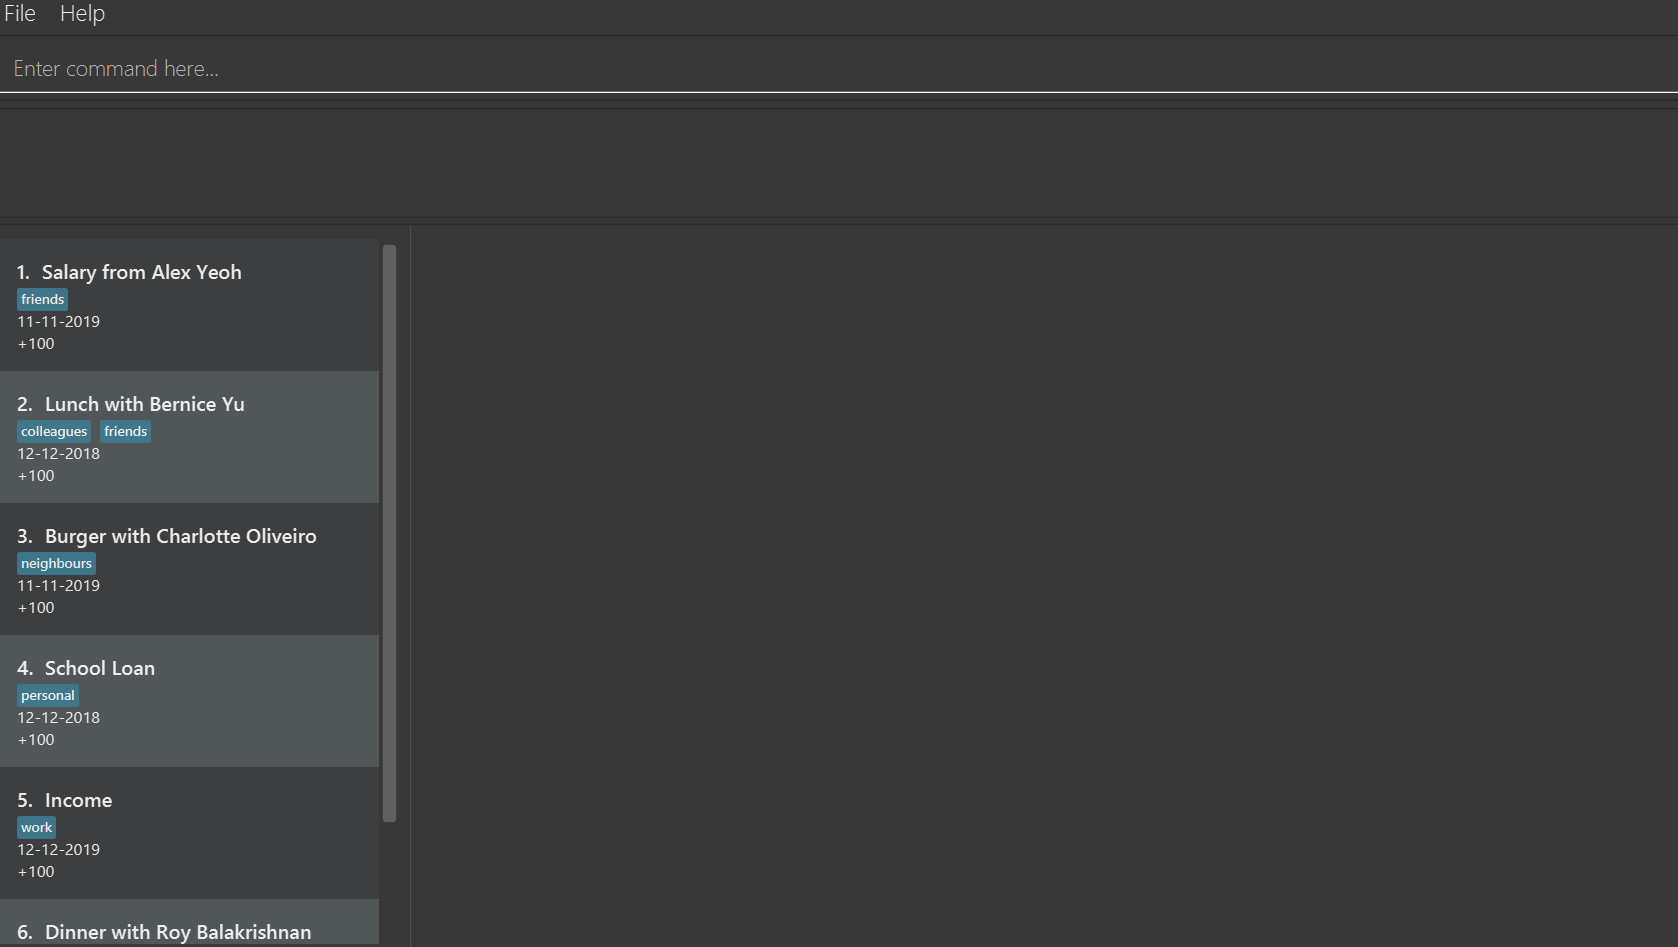 File Help
Enter command here...
1. Salary from Alex Yeoh
friends
11-11-2019
+100
2. Lunch with Bernice Yu
colleagues friends
12-12-2018
+100
3. Burger with Charlotte Oliveiro
neighbours
11-11-2019
+100
4. School Loan
personal
12-12-2018
+100
5. Income
work
12-12-2019
+100
6. Dinner with Roy Balakrishnan